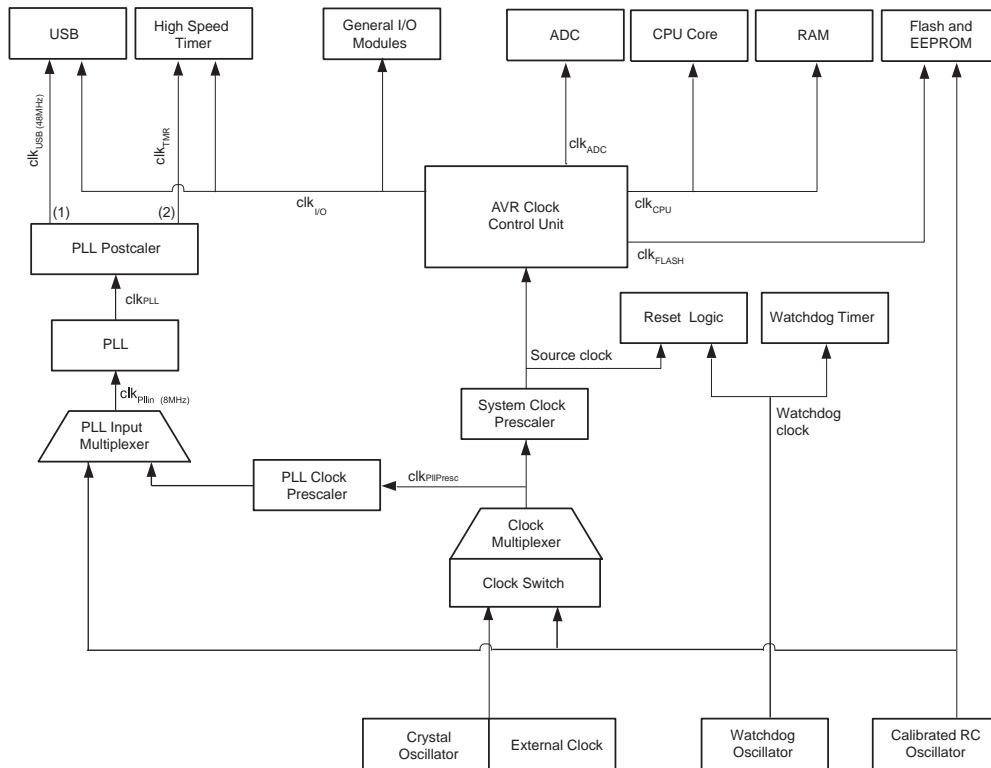 USB
High Speed
Timer
General I/O
Modules
ADC
CPU Core
RAM
Flash and
EEPROM
clkUSB (48MHz)
clkTMR
clkADC
clkI/O
AVR Clock
Control Unit
clkCPU
clkFLASH
(1)
(2)
PLL Postcaler
clkPLL
PLL
Reset Logic
Watchdog Timer
Source clock
clkPllin (8MHz)
PLL Input
Multiplexer
System Clock
Prescaler
Watchdog
clock
PLL Clock
Prescaler
clkPllPresc
Clock
Multiplexer
Clock Switch
Crystal
Oscillator
External Clock
Watchdog
Oscillator
Calibrated RC
Oscillator